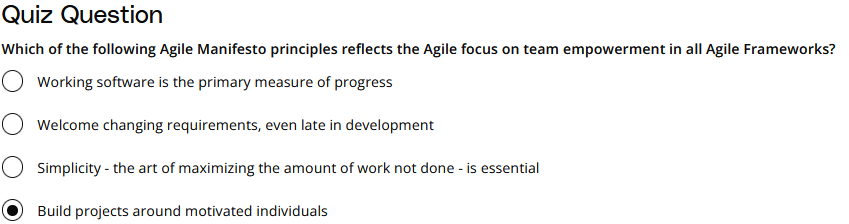 Quiz Question
Which of the following Agile Manifesto principles reflects the Agile focus on team empowerment in all Agile Frameworks?
Working software is the primary measure of progress
Welcome changing requirements, even late in development
Simplicity - the art of maximizing the amount of work not done - is essential
Build projects around motivated individuals